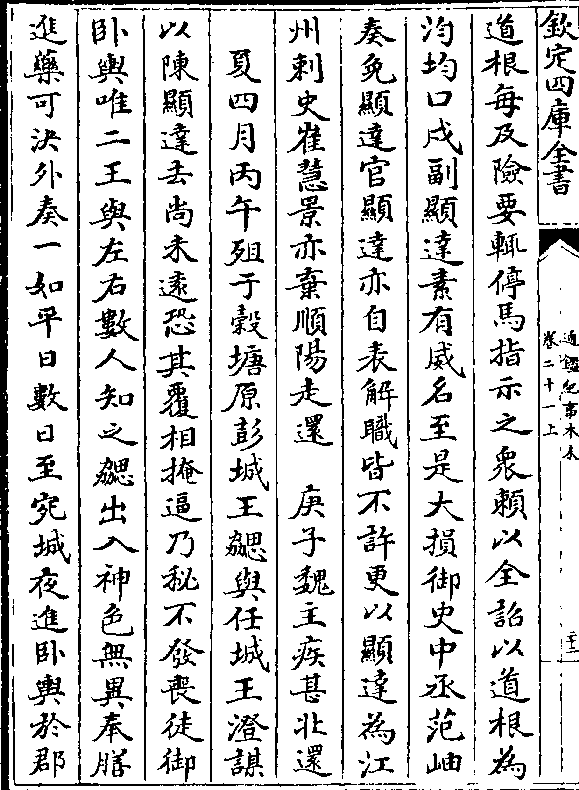 欽定四庫全書
通鑑紀事本末
卷二十一上
三十二
道根每及險要輒停馬指示之衆賴以全詔以道根為
汮均口戍副顯達素有威名至是大損御史中丞范岫
奏免顯達官顯達亦自表解職皆不許更以顯達為江
州刺史崔慧景亦棄順陽走還　庚子魏主疾甚北還
夏四月丙午殂于榖塘原彭城王勰與任城王澄謀
以陳顯達去尚未遠恐其覆相掩逼乃秘不發喪徒御
卧輿唯二王與左右數人知之勰出入神色無異奉膳
進藥可決外奏一如平日數日至宛城夜進卧輿於郡